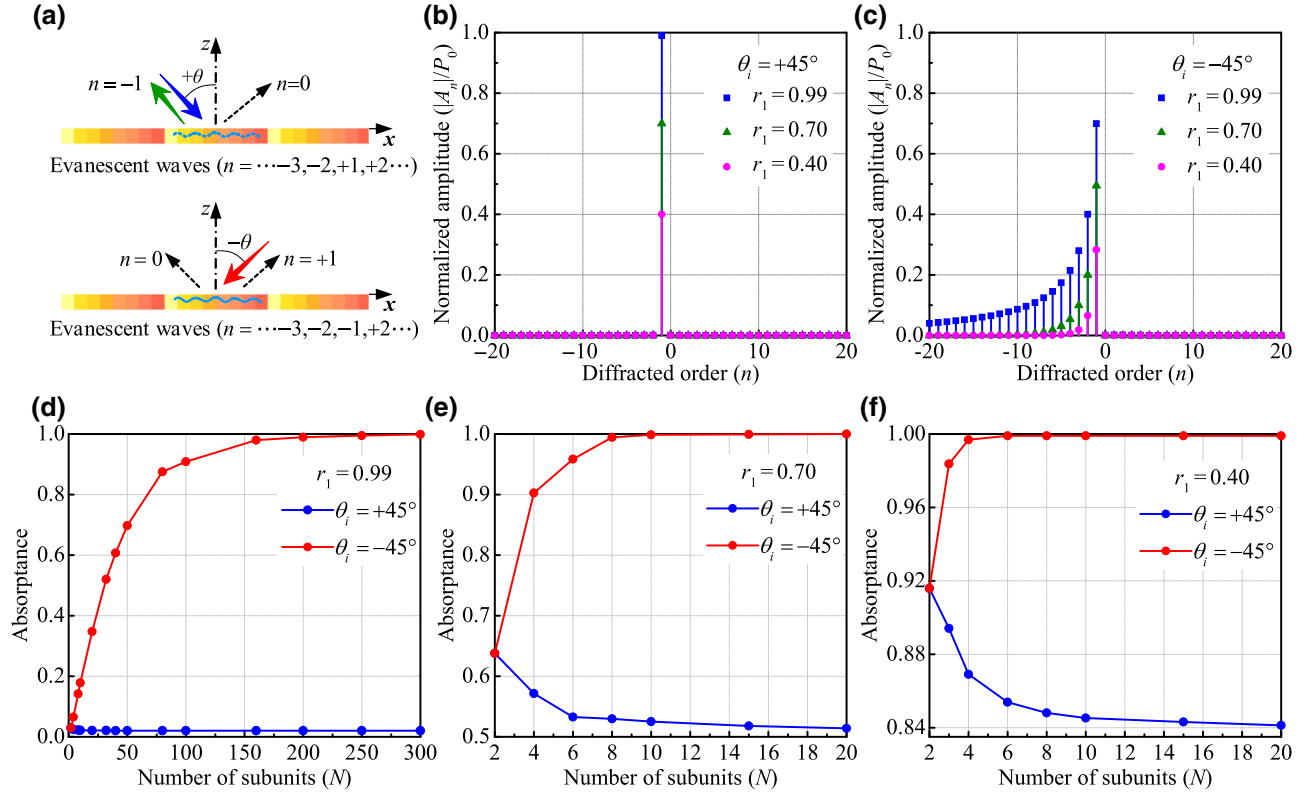 (a)
z
+θ
n = −1
n=0
x
Evanescent waves (n = ···−3,−2,+1,+2···)
z
−θ
n = 0
n = +1
x
Evanescent waves (n = ···−3,−2,−1,+2···)
(b)
Normalized amplitude (|Aₙ|/P₀)
1.0
0.8
0.6
0.4
0.2
0.0
θᵢ = +45°
r₁ = 0.99
r₁ = 0.70
r₁ = 0.40
−20 −10 0 10 20
Diffracted order (n)
(c)
Normalized amplitude (|Aₙ|/P₀)
1.0
0.8
0.6
0.4
0.2
0.0
θᵢ = −45°
r₁ = 0.99
r₁ = 0.70
r₁ = 0.40
−20 −10 0 10 20
Diffracted order (n)
(d)
Absorptance
1.0
0.8
0.6
0.4
0.2
0.0
r₁ = 0.99
θᵢ = +45°
θᵢ = −45°
0 50 100 150 200 250 300
Number of subunits (N)
(e)
Absorptance
1.0
0.9
0.8
0.7
0.6
0.5
r₁ = 0.70
θᵢ = +45°
θᵢ = −45°
2 4 6 8 10 12 14 16 18 20
Number of subunits (N)
(f)
Absorptance
1.00
0.96
0.92
0.88
0.84
r₁ = 0.40
θᵢ = +45°
θᵢ = −45°
2 4 6 8 10 12 14 16 18 20
Number of subunits (N)